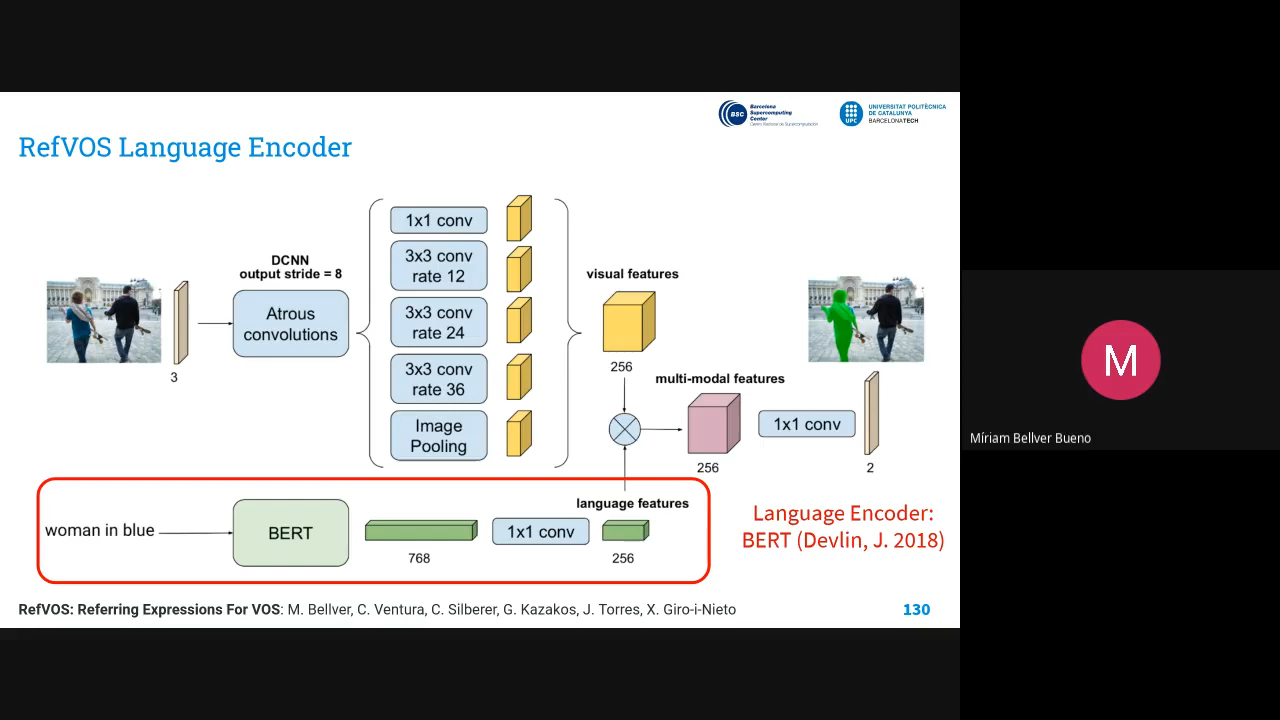 Barcelona
Supercomputing
Center
Centro Nacional de Supercomputación
UNIVERSITAT POLITÈCNICA
DE CATALUNYA
BARCELONATECH
RefVOS Language Encoder
DCNN
output stride = 8
Atrous
convolutions
3
1x1 conv
3x3 conv
rate 12
3x3 conv
rate 24
3x3 conv
rate 36
Image
Pooling
visual features
256
multi-modal features
256
1x1 conv
2
woman in blue
BERT
768
1x1 conv
language features
256
Language Encoder:
BERT (Devlin, J. 2018)
RefVOS: Referring Expressions For VOS: M. Bellver, C. Ventura, C. Silberer, G. Kazakos, J. Torres, X. Giro-i-Nieto
130
BSC
UPC
M
Míriam Bellver Bueno